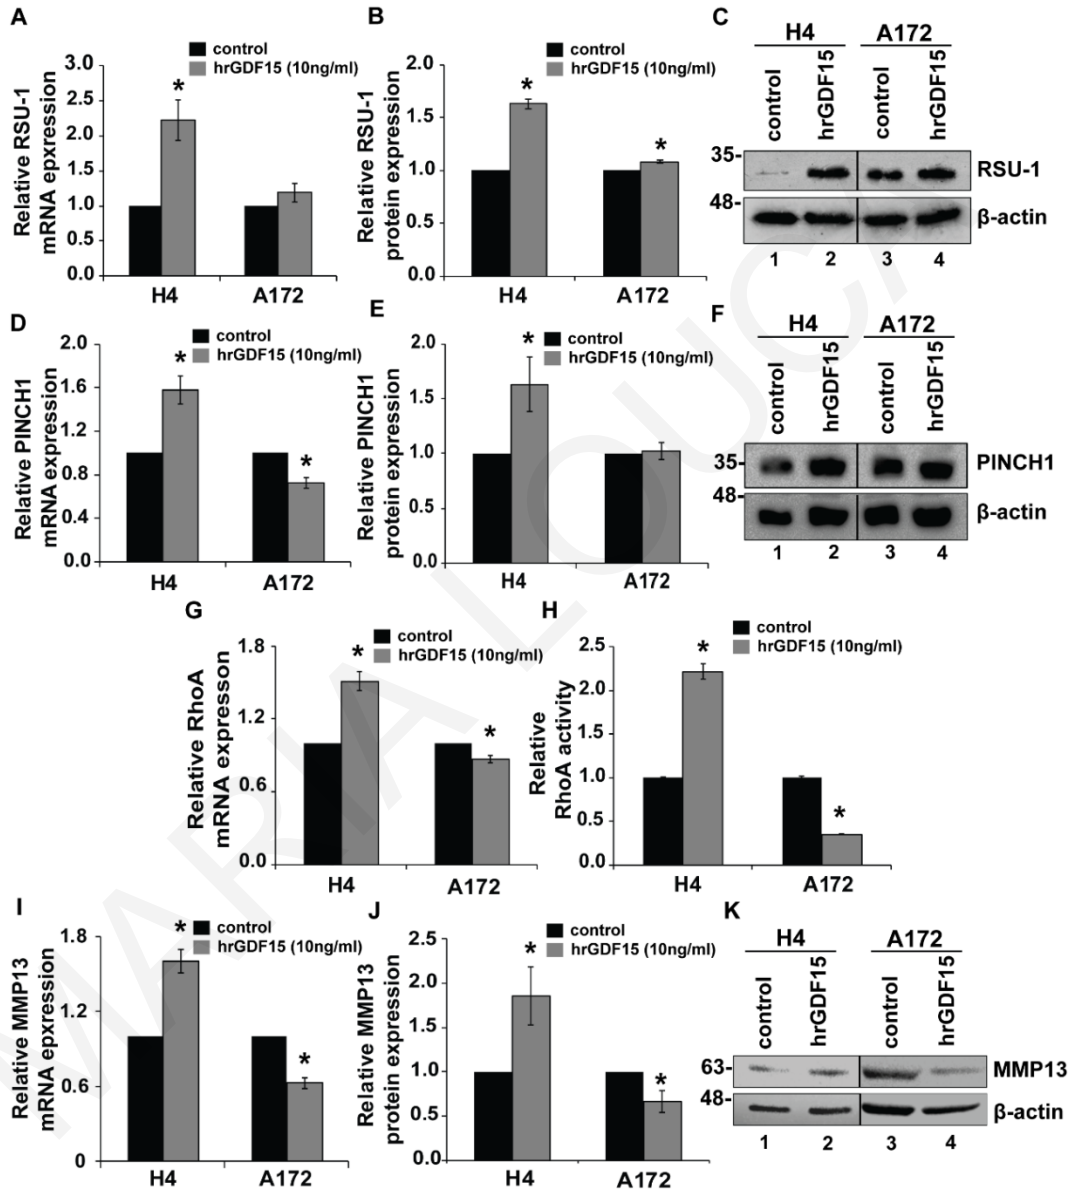 A
control
hrGDF15 (10ng/ml)
Relative RSU-1
mRNA epxression
3.0
2.5
2.0
1.5
1.0
0.5
0.0
*
H4
A172
B
control
hrGDF15 (10ng/ml)
Relative RSU-1
protein expression
2.0
1.5
1.0
0.5
0.0
*
*
H4
A172
C
H4
A172
control
hrGDF15
control
hrGDF15
35-
RSU-1
48-
β-actin
1
2
3
4
D
control
hrGDF15 (10ng/ml)
Relative PINCH1
mRNA expression
2.0
1.6
1.2
0.8
0.4
0.0
*
*
H4
A172
E
control
hrGDF15 (10ng/ml)
Relative PINCH1
protein expression
2.0
1.5
1.0
0.5
0.0
*
H4
A172
F
H4
A172
control
hrGDF15
control
hrGDF15
35-
PINCH1
48-
β-actin
1
2
3
4
G
control
hrGDF15 (10ng/ml)
Relative RhoA
mRNA expresson
1.8
1.2
0.6
0.0
*
*
H4
A172
H
control
hrGDF15 (10ng/ml)
Relative
RhoA activity
2.5
2.0
1.5
1.0
0.5
0.0
*
*
H4
A172
I
control
hrGDF15 (10ng/ml)
Relative MMP13
mRNA epxression
1.8
1.2
0.6
0
*
*
H4
A172
J
control
hrGDF15 (10ng/ml)
Relative MMP13
protein expression
2.5
2.0
1.5
1.0
0.5
0.0
*
*
H4
A172
K
H4
A172
control
hrGDF15
control
hrGDF15
63-
MMP13
48-
β-actin
1
2
3
4
MARIA LOUCA